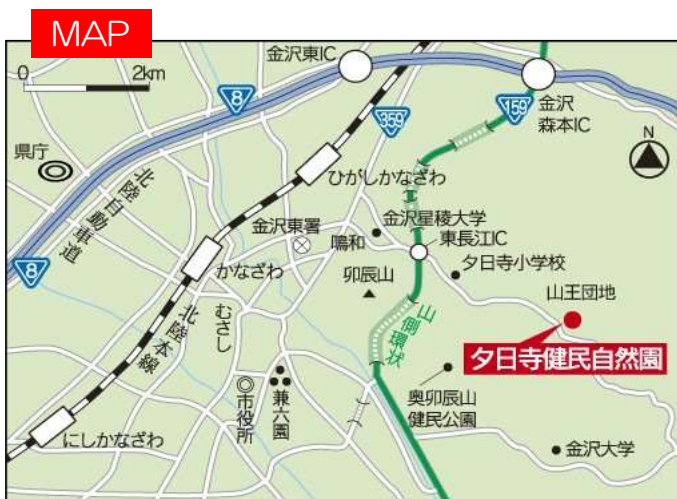 MAP
0 2km
金沢東IC
8
359
159
金沢
森本IC
N
県庁
北陸自動車道
ひがしかなざわ
金沢星稜大学
金沢東署
鳴和
東長江IC
夕日寺小学校
8
かなざわ
卯辰山
山王団地
むさし
北陸本線
山側環状
夕日寺健民自然園
市役所
兼六園
奥卯辰山
健民公園
にしかなざわ
金沢大学